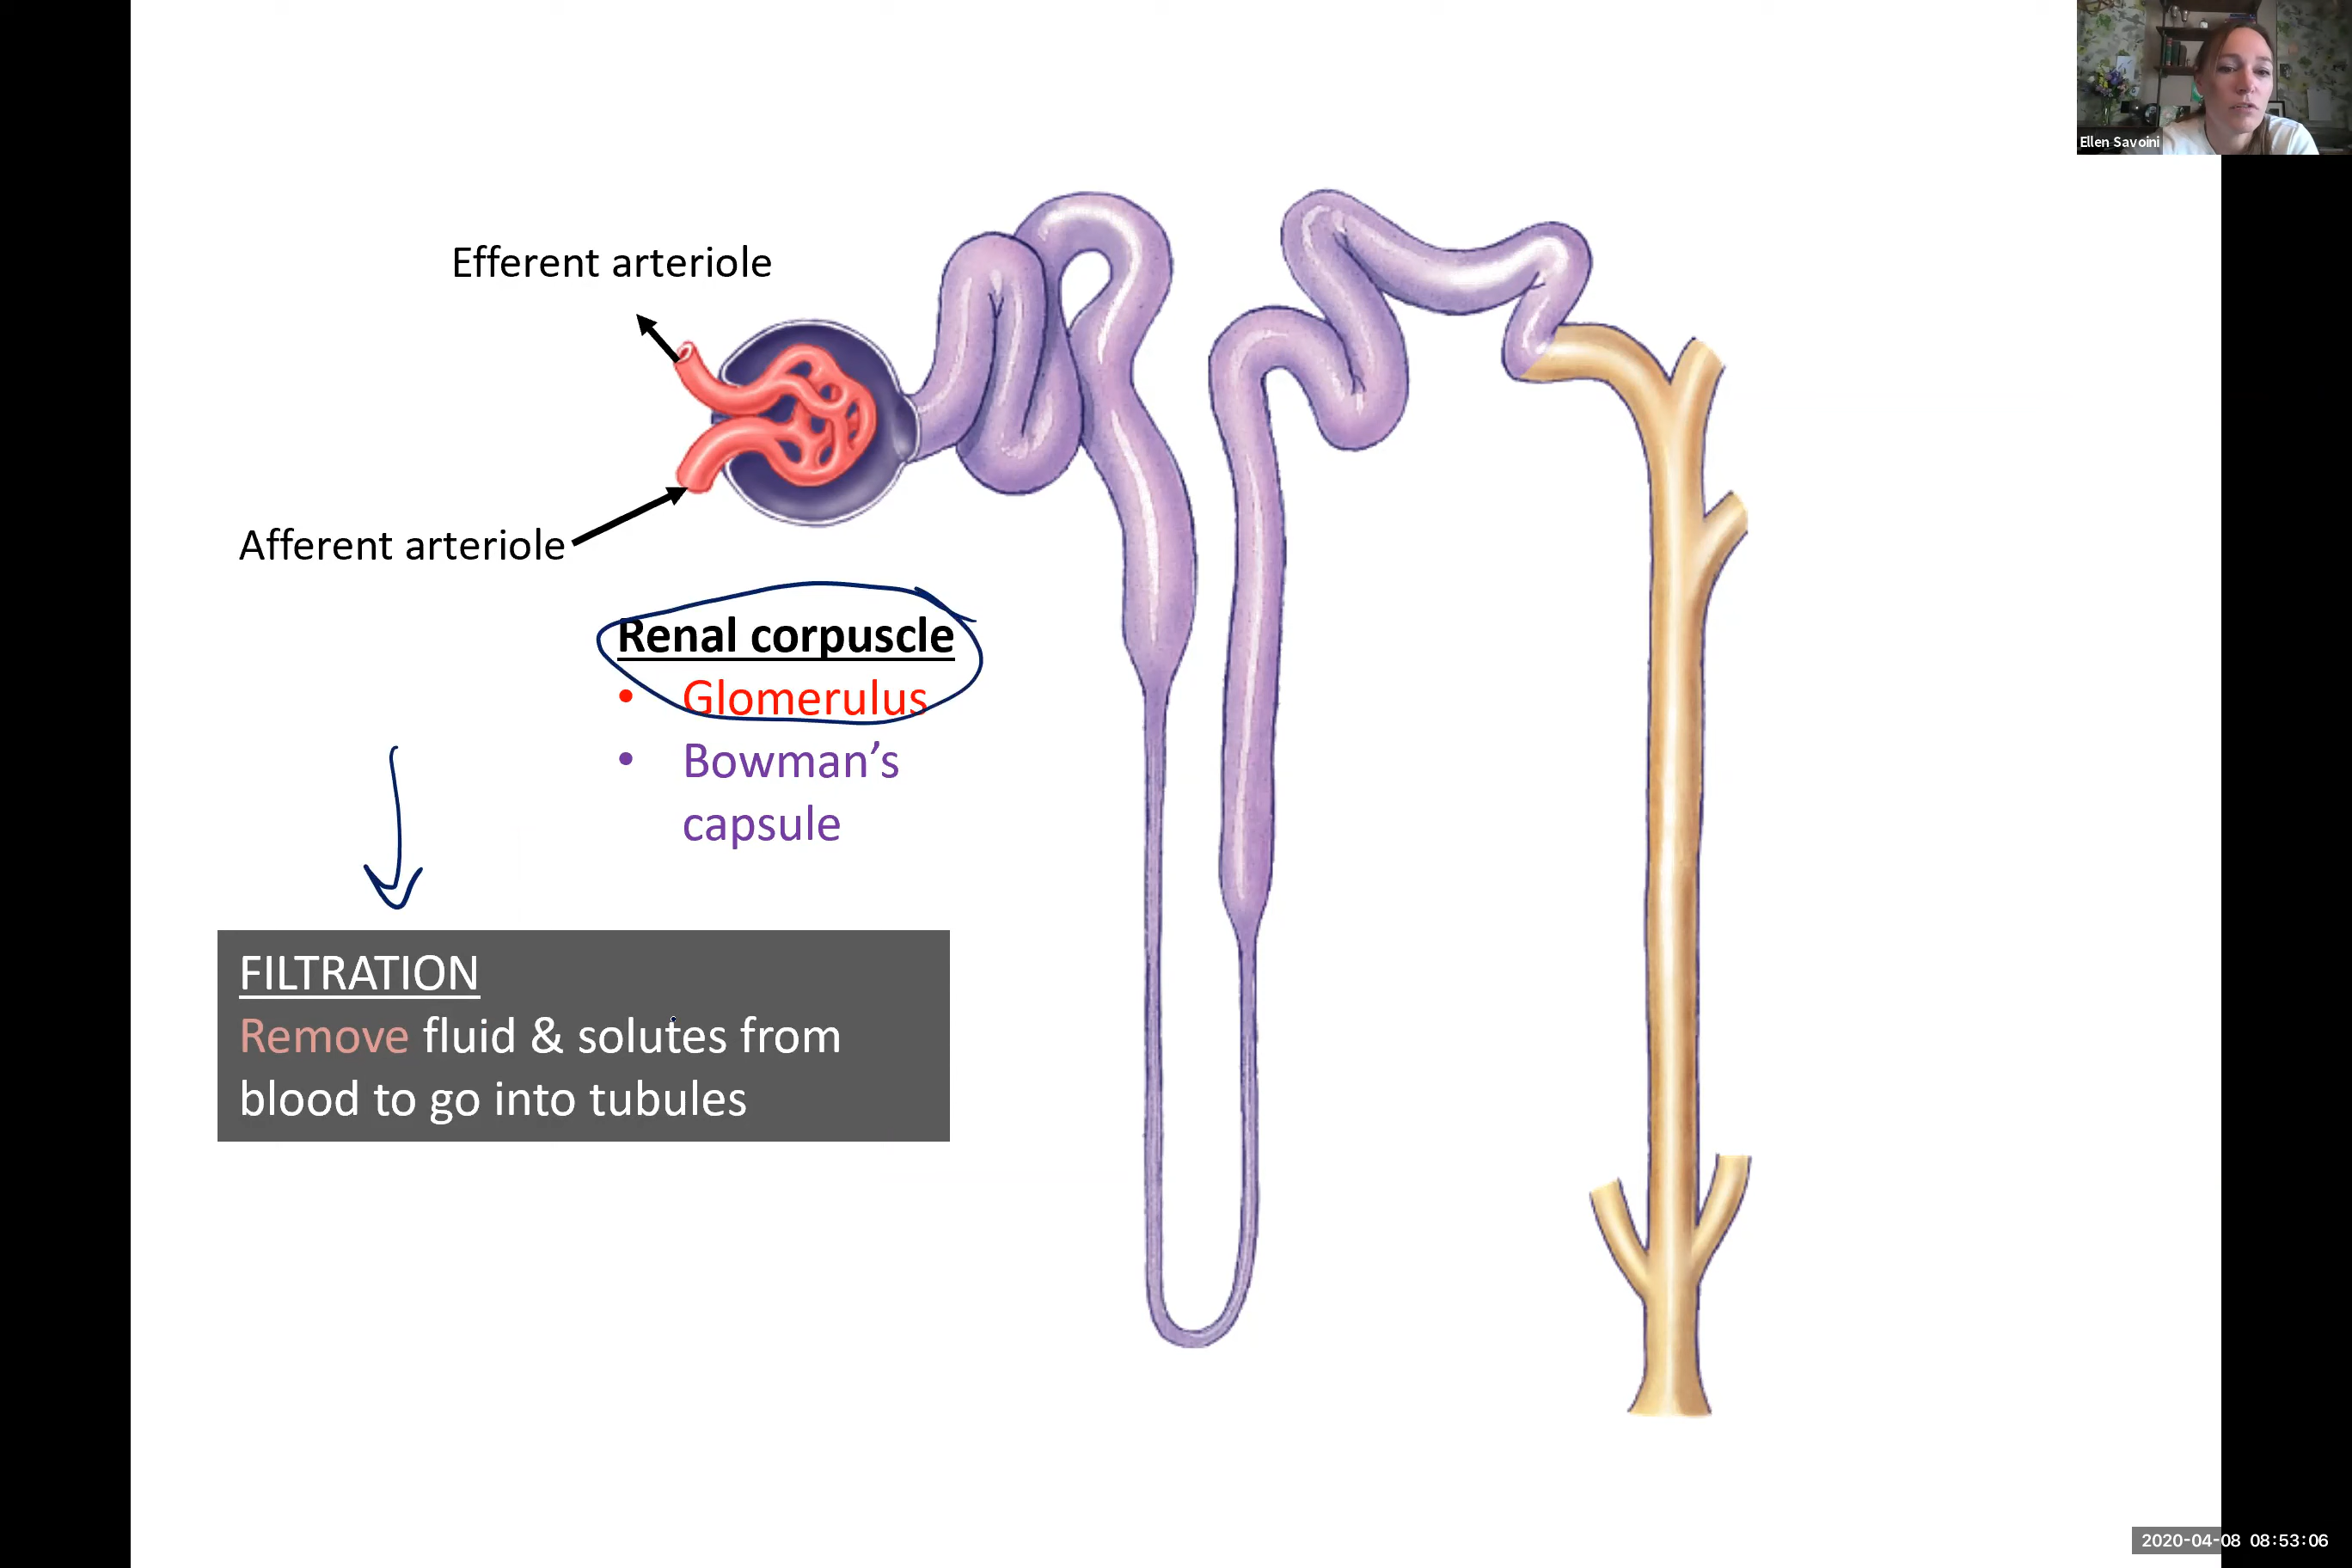 Ellen Savoini
Efferent arteriole
Afferent arteriole
Renal corpuscle
• Glomerulus
• Bowman’s
capsule
FILTRATION
Remove fluid & solutes from
blood to go into tubules
2020-04-08 08:53:06